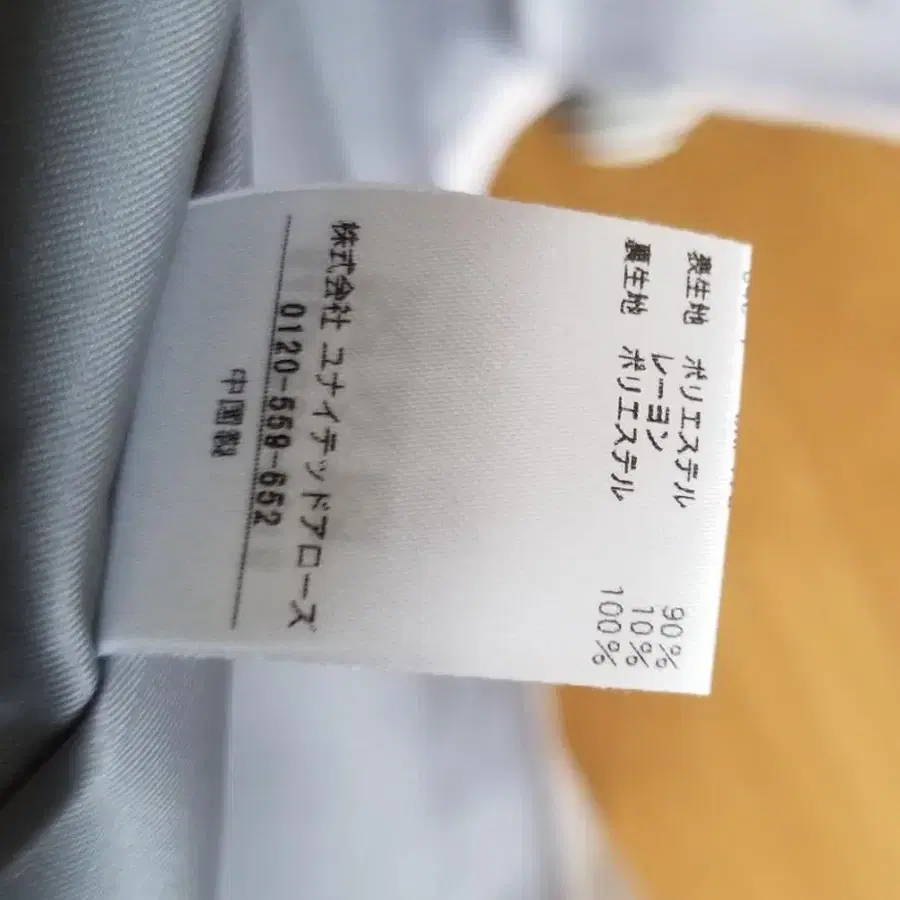 表生地 ポリエステル 90%
レーヨン 10%
裏生地 ポリエステル 100%
株式会社 ユナイテッドアローズ
0120-559-652
中国製